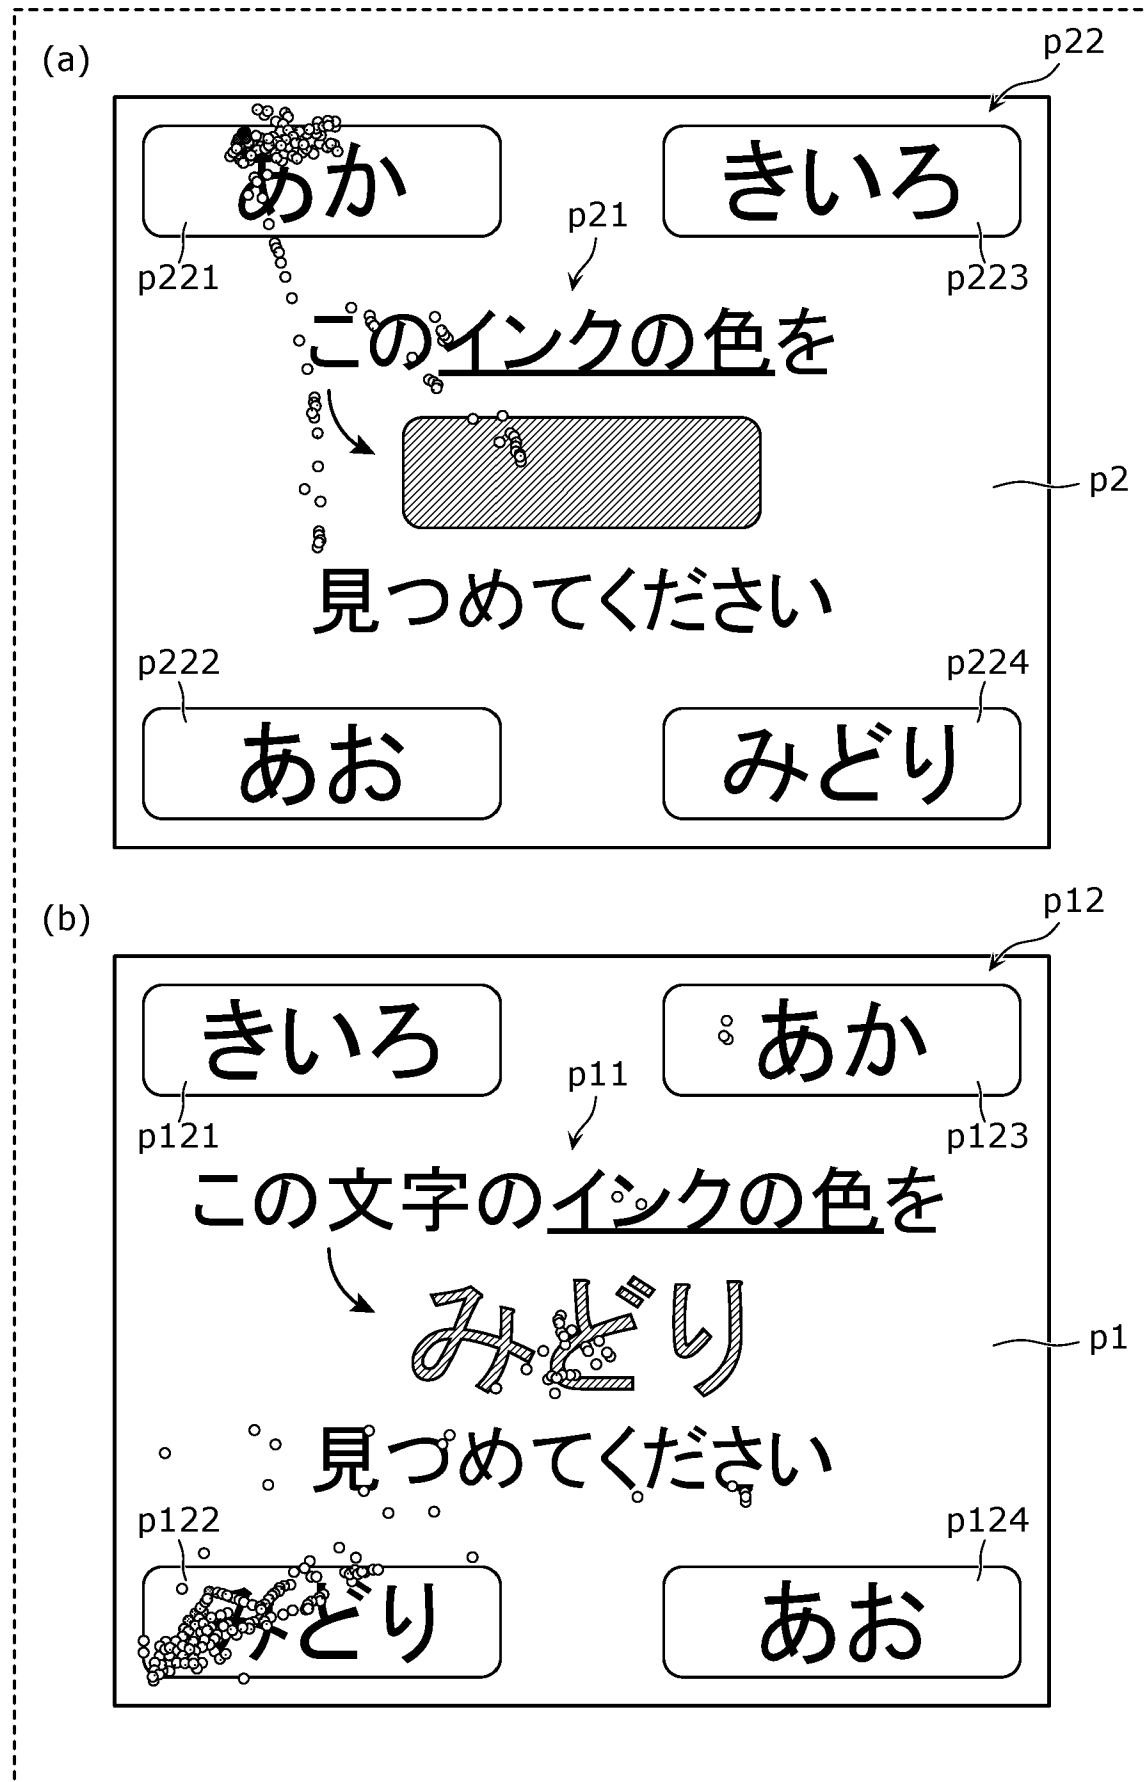 (a)
p22
あか
きいろ
p21
p221
p223
このインクの色を
p2
見つめてください
p222
p224
あお
みどり
(b)
p12
きいろ
あか
p11
p121
p123
この文字のインクの色を
みどり
p1
見つめてください
p122
p124
みどり
あお